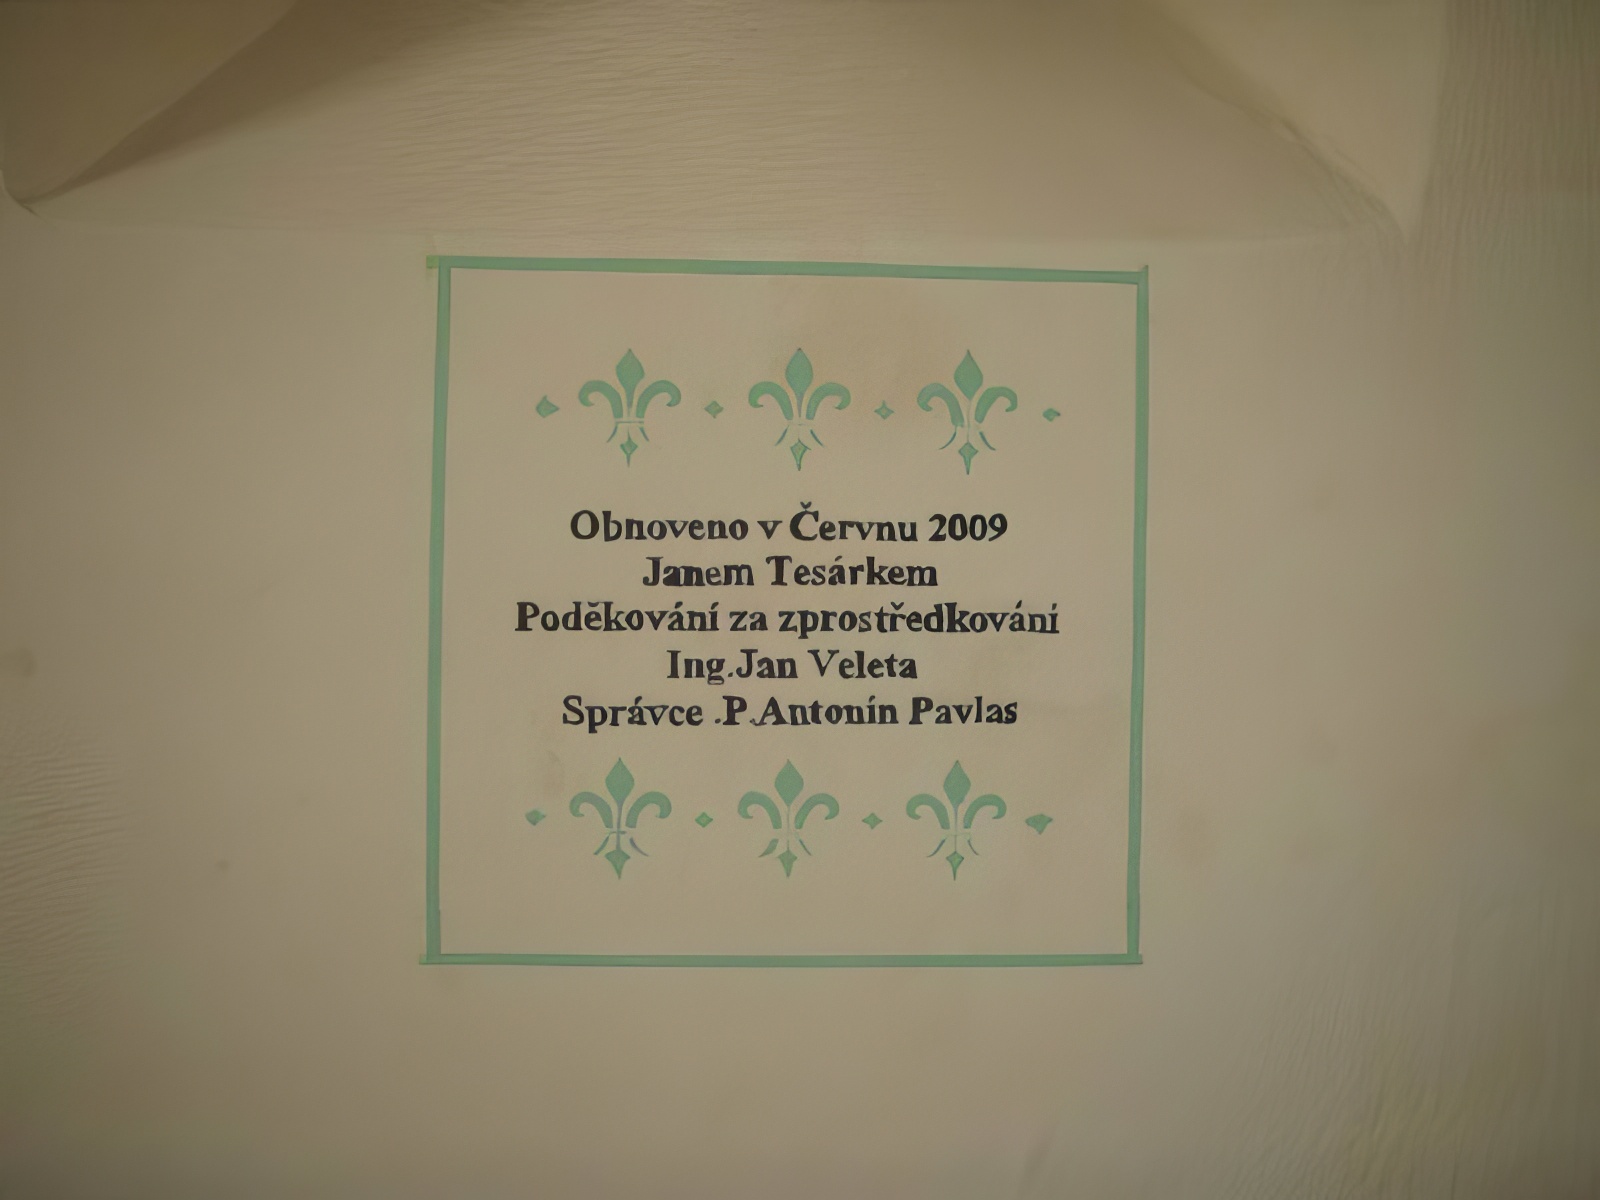 Obnoveno v Červnu 2009
Janem Tesárkem
Poděkování za zprostředkování
Ing.Jan Veleta
Správce .P.Antonín Pavlas